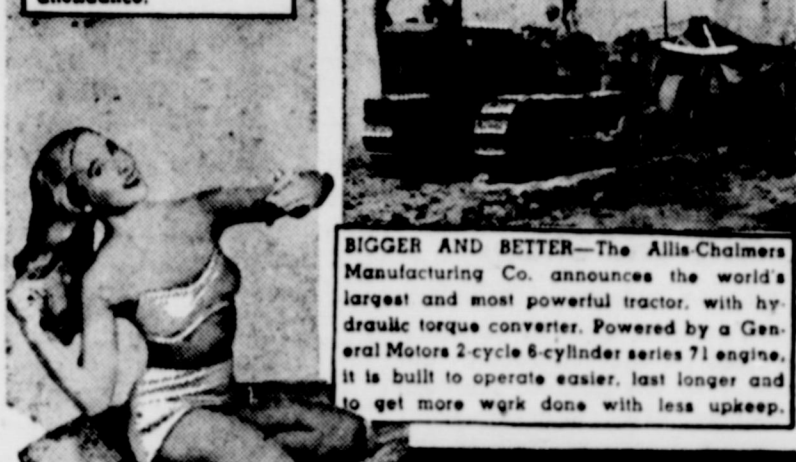 BIGGER AND BETTER—The Allis-Chalmers
Manufacturing Co. announces the world's
largest and most powerful tractor, with hy-
draulic torque converter. Powered by a Gen-
eral Motors 2-cycle 6-cylinder series 71 engine,
it is built to operate easier, last longer and
to get more work done with less upkeep.